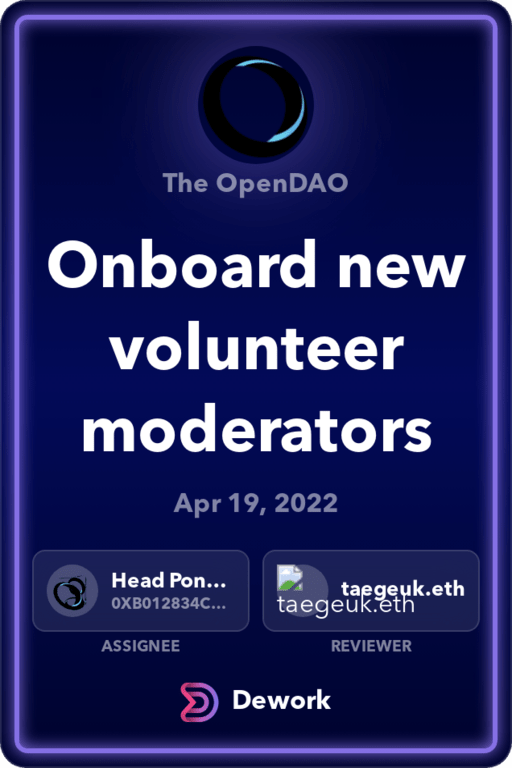 The OpenDAO
Onboard new
volunteer
moderators
Apr 19, 2022
Head Pon...
0XB012834C...
taegeuk.eth
taegeuk.eth
ASSIGNEE
REVIEWER
Dework